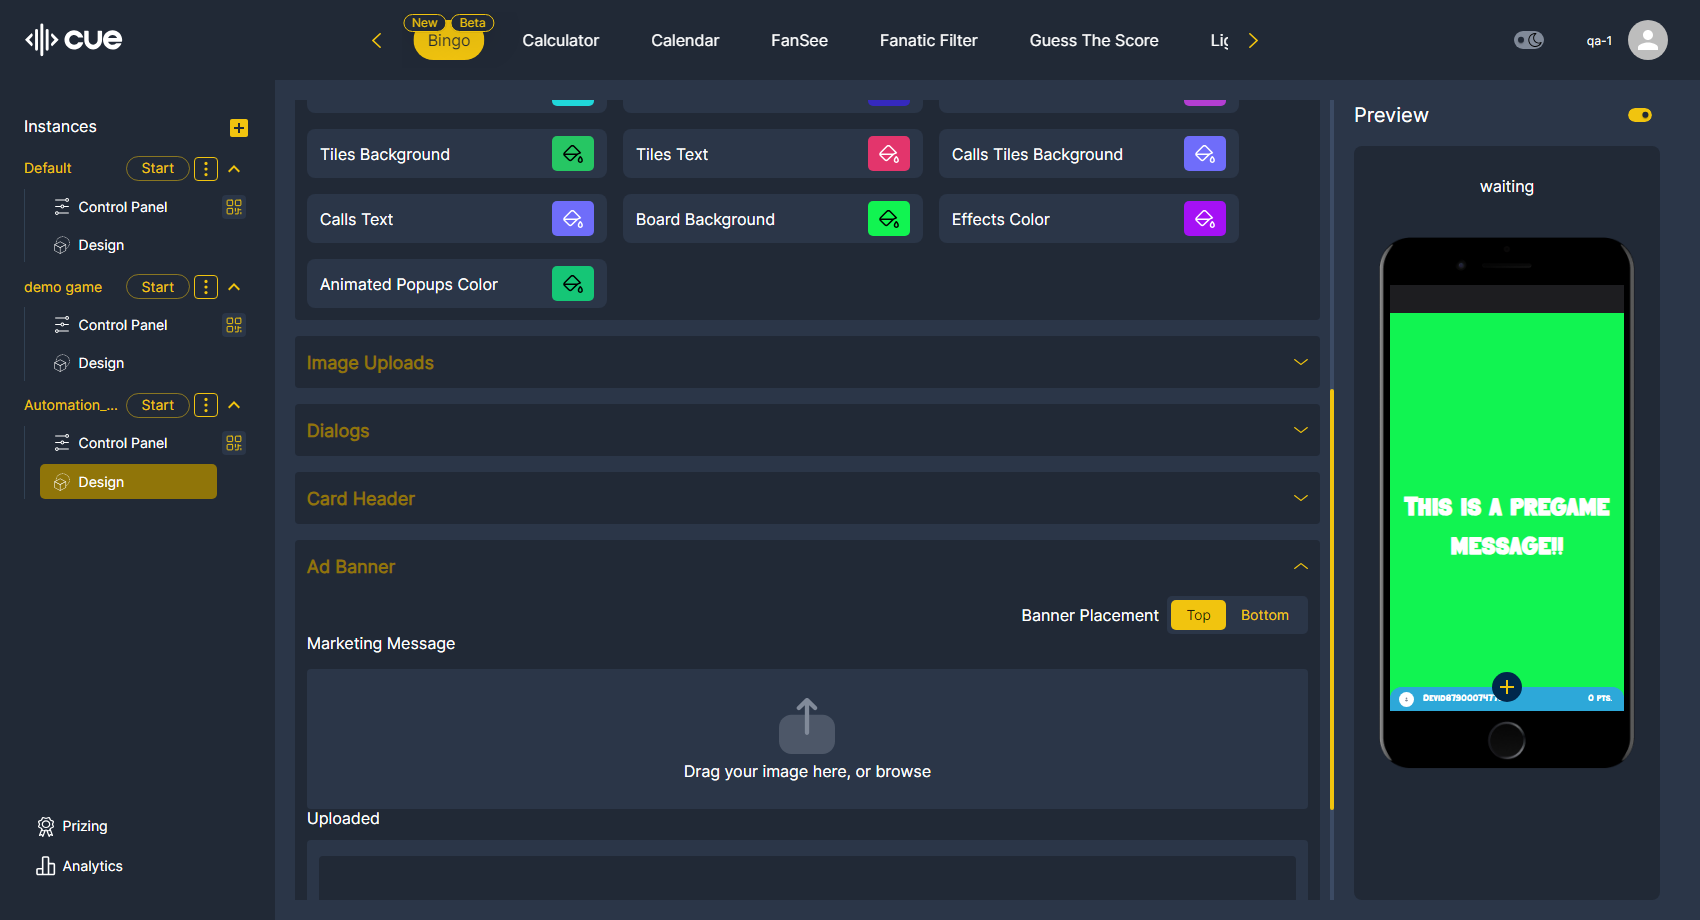 cue
New
Beta
Bingo
Calculator
Calendar
FanSee
Fanatic Filter
Guess The Score
qa-1
Instances
Default
Start
Control Panel
Design
demo game
Start
Control Panel
Design
Automation_...
Start
Control Panel
Design
Prizing
Analytics
Tiles Background
Tiles Text
Calls Tiles Background
Calls Text
Board Background
Effects Color
Animated Popups Color
Image Uploads
Dialogs
Card Header
Ad Banner
Banner Placement
Top
Bottom
Marketing Message
Drag your image here, or browse
Uploaded
Preview
waiting
THIS IS A PREGAME
MESSAGE!!
0 PTS.